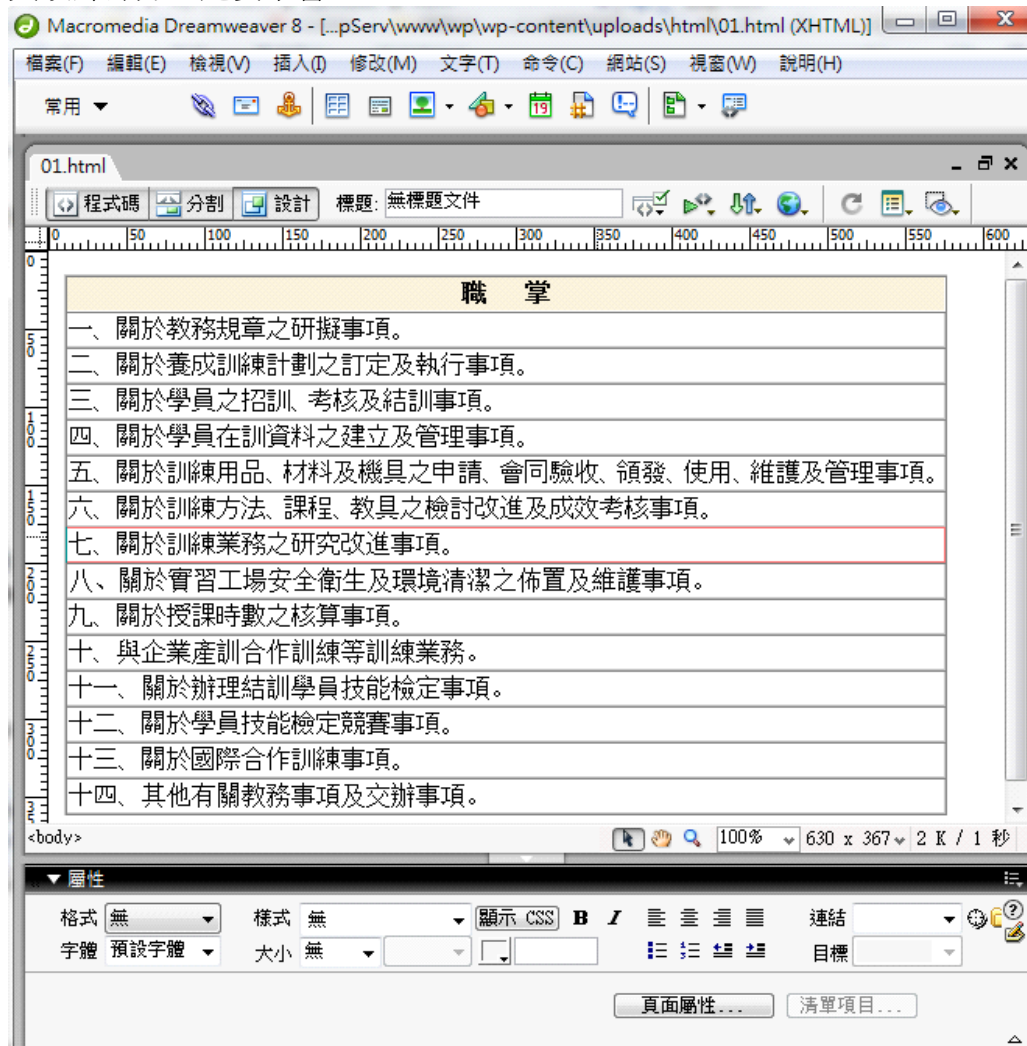 Macromedia Dreamweaver 8 - [...pServ\www\wp\wp-content\uploads\html\01.html (XHTML)]
檔案(F) 編輯(E) 檢視(V) 插入(I) 修改(M) 文字(T) 命令(C) 網站(S) 視窗(W) 說明(H)
常用
19
01.html
程式碼 分割 設計 標題: 無標題文件
0 50 100 150 200 250 300 350 400 450 500 550 600
職 掌
一、關於教務規章之研擬事項。
二、關於養成訓練計劃之訂定及執行事項。
三、關於學員之招訓、考核及結訓事項。
四、關於學員在訓資料之建立及管理事項。
五、關於訓練用品、材料及機具之申請、會同驗收、領發、使用、維護及管理事項。
六、關於訓練方法、課程、教具之檢討改進及成效考核事項。
七、關於訓練業務之研究改進事項。
八、關於實習工場安全衛生及環境清潔之佈置及維護事項。
九、關於授課時數之核算事項。
十、與企業產訓合作訓練等訓練業務。
十一、關於辦理結訓學員技能檢定事項。
十二、關於學員技能檢定競賽事項。
十三、關於國際合作訓練事項。
十四、其他有關教務事項及交辦事項。
<body> 100% 630 x 367 2 K / 1 秒
屬性
格式 無 樣式 無 顯示 CSS B I 連結
字體 預設字體 大小 無 目標
頁面屬性... 清單項目...